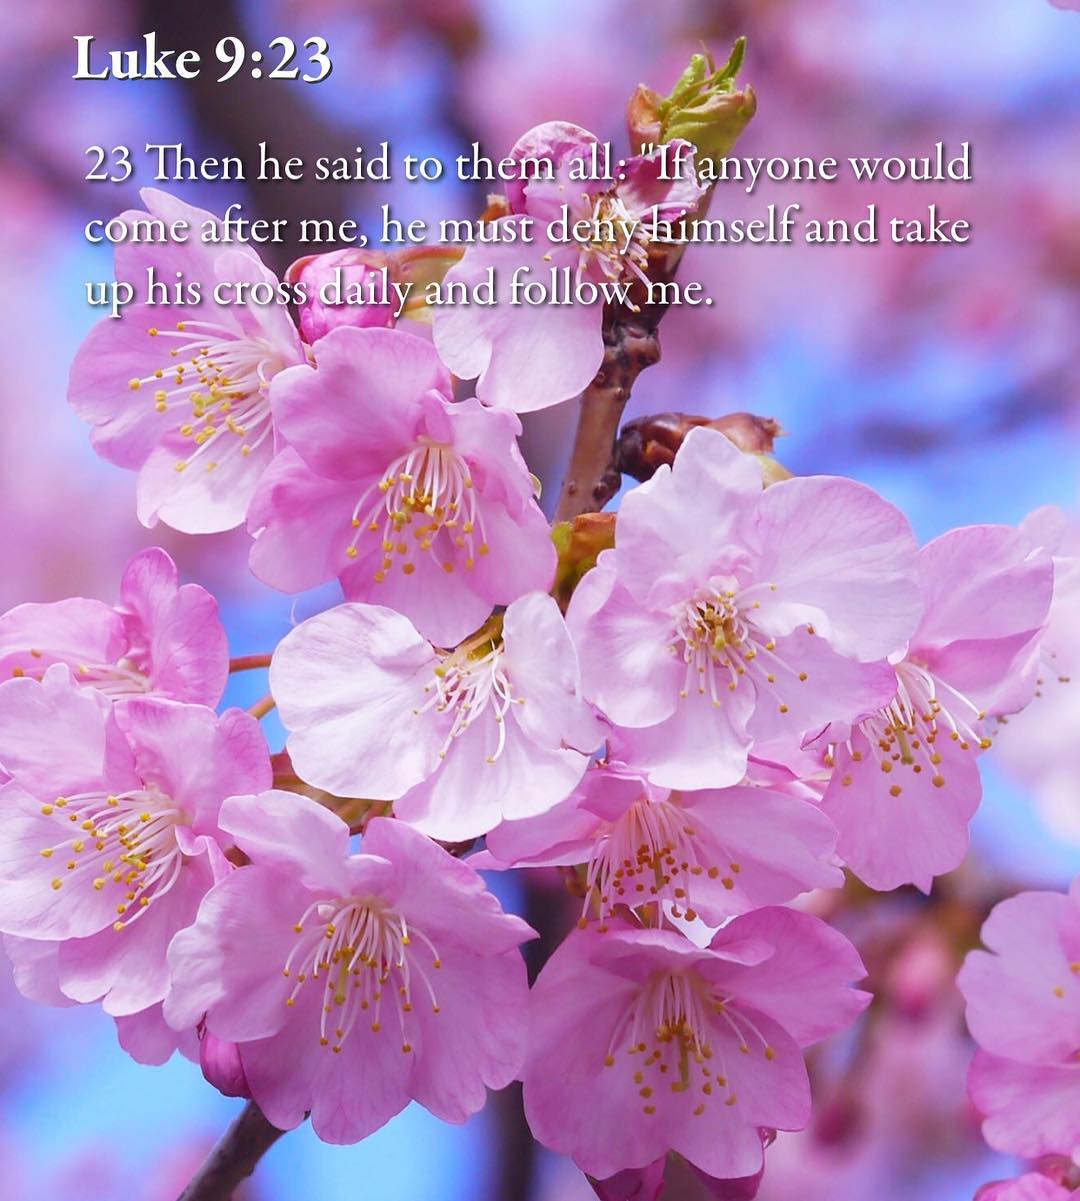 Luke 9:23
23 Then he said to them all: "If anyone would
come after me, he must deny himself and take
up his cross daily and follow me.